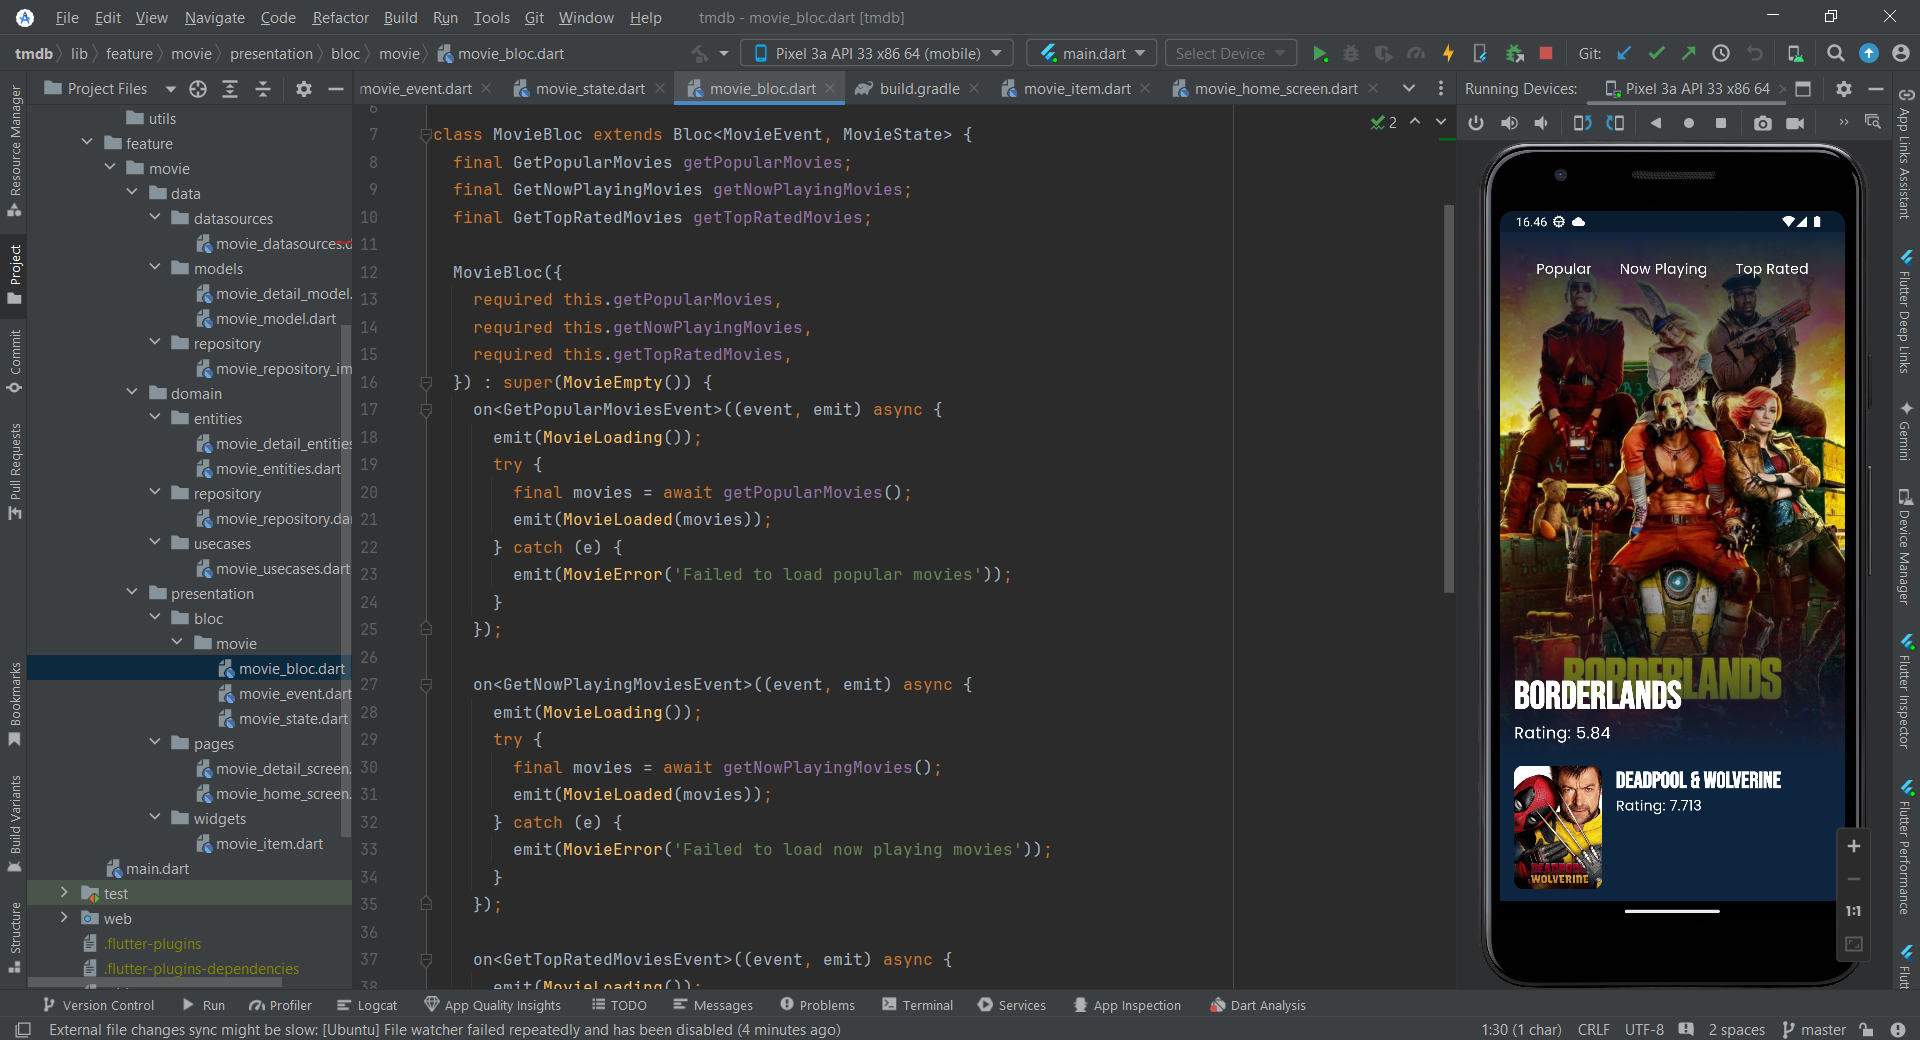 File Edit View Navigate Code Refactor Build Run Tools Git Window Help tmdb - movie_bloc.dart [tmdb]
tmdb lib feature movie presentation bloc movie movie_bloc.dart
Pixel 3a API 33 x86 64 (mobile) main.dart Select Device Git:
Project Files
movie_event.dart movie_state.dart movie_bloc.dart build.gradle movie_item.dart movie_home_screen.dart
Running Devices: Pixel 3a API 33 x86 64
Resource Manager
Project
Commit
Pull Requests
Bookmarks
Build Variants
Structure
utils
feature
movie
data
datasources
movie_datasources.d
models
movie_detail_model.
movie_model.dart
repository
movie_repository_im
domain
entities
movie_detail_entities
movie_entities.dart
repository
movie_repository.dar
usecases
movie_usecases.dart
presentation
bloc
movie
movie_bloc.dart
movie_event.dart
movie_state.dart
pages
movie_detail_screen.
movie_home_screen.
widgets
movie_item.dart
main.dart
test
web
.flutter-plugins
.flutter-plugins-dependencies
2
6
7 class MovieBloc extends Bloc<MovieEvent, MovieState> {
8 final GetPopularMovies getPopularMovies;
9 final GetNowPlayingMovies getNowPlayingMovies;
10 final GetTopRatedMovies getTopRatedMovies;
11
12 MovieBloc({
13 required this.getPopularMovies,
14 required this.getNowPlayingMovies,
15 required this.getTopRatedMovies,
16 }) : super(MovieEmpty()) {
17 on<GetPopularMoviesEvent>((event, emit) async {
18 emit(MovieLoading());
19 try {
20 final movies = await getPopularMovies();
21 emit(MovieLoaded(movies));
22 } catch (e) {
23 emit(MovieError('Failed to load popular movies'));
24 }
25 });
26
27 on<GetNowPlayingMoviesEvent>((event, emit) async {
28 emit(MovieLoading());
29 try {
30 final movies = await getNowPlayingMovies();
31 emit(MovieLoaded(movies));
32 } catch (e) {
33 emit(MovieError('Failed to load now playing movies'));
34 }
35 });
36
37 on<GetTopRatedMoviesEvent>((event, emit) async {
38 emit(MovieLoading());
16.46
Popular Now Playing Top Rated
BORDERLANDS
BORDERLANDS
Rating: 5.84
DEADPOOL & WOLVERINE
Rating: 7.713
DEADPOOL
WOLVERINE
1:1
App Links Assistant
Flutter Deep Links
Gemini
Device Manager
Flutter Inspector
Flutter Performance
Flutt
Version Control Run Profiler Logcat App Quality Insights TODO Messages Problems Terminal Services App Inspection Dart Analysis
External file changes sync might be slow: [Ubuntu] File watcher failed repeatedly and has been disabled (4 minutes ago) 1:30 (1 char) CRLF UTF-8 2 spaces master